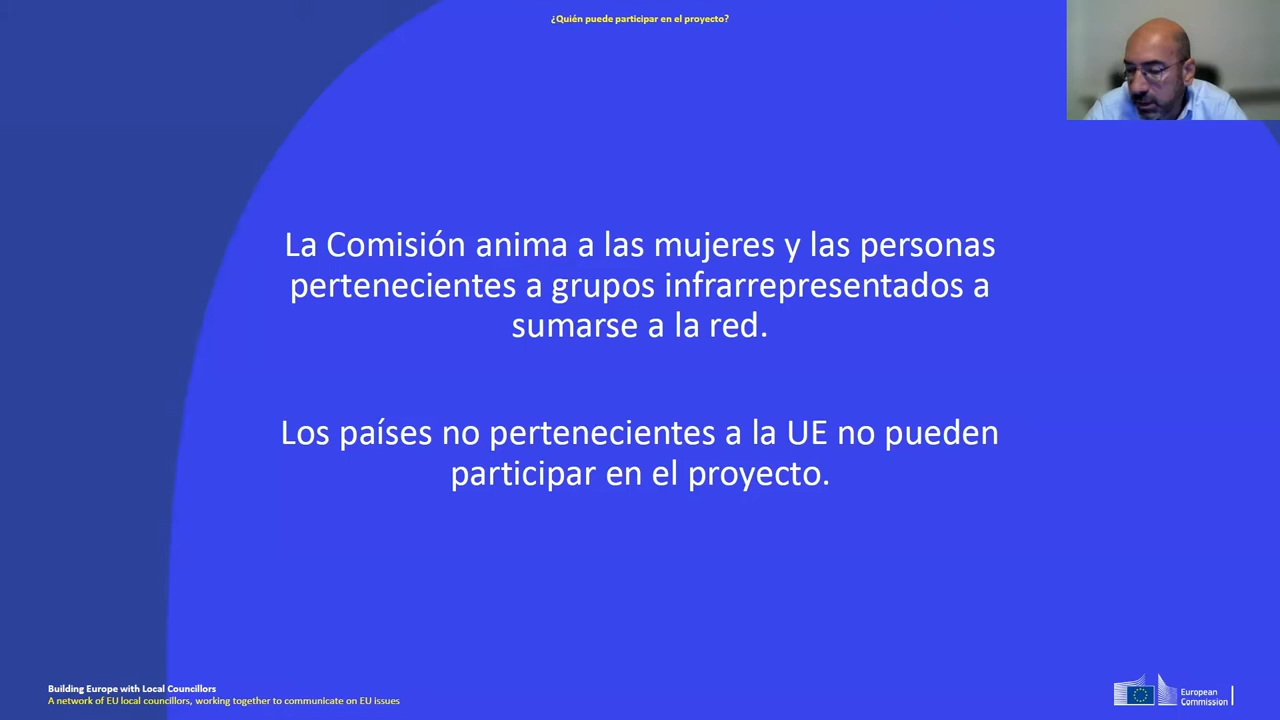 ¿Quién puede participar en el proyecto?
La Comisión anima a las mujeres y las personas
pertenecientes a grupos infrarrepresentados a
sumarse a la red.
Los países no pertenecientes a la UE no pueden
participar en el proyecto.
Building Europe with Local Councillors
A network of EU local councillors, working together to communicate on EU issues
European
Commission